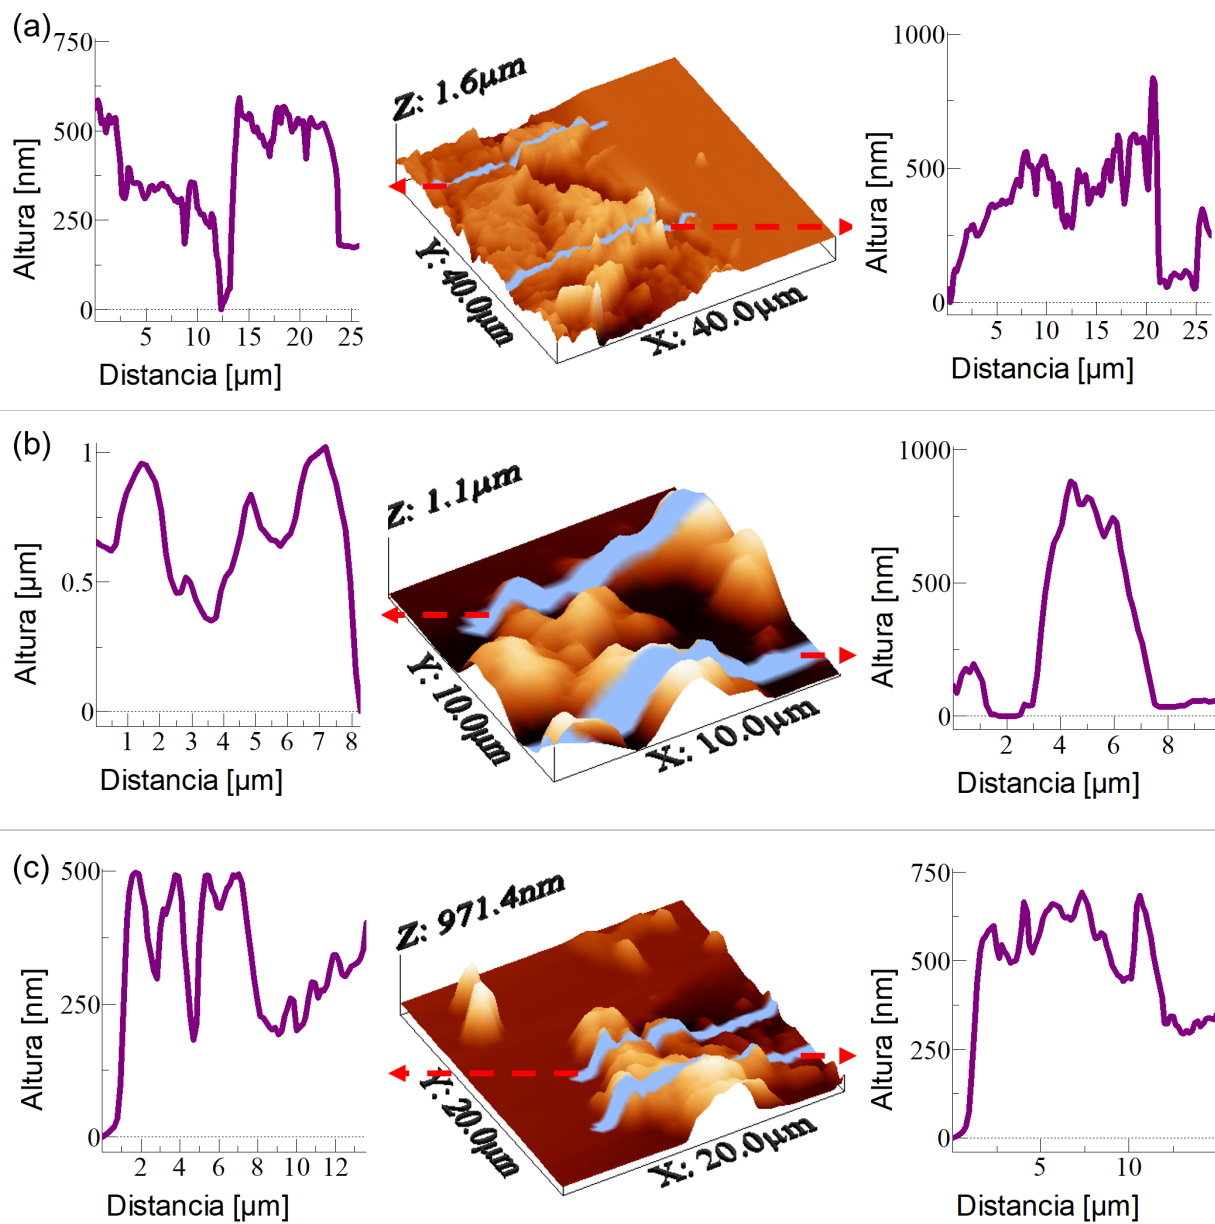 (a)
750
500
250
0
5
10
15
20
25
Altura [nm]
Distancia [µm]
Z: 1.6µm
Y: 40.0µm
X: 40.0µm
1000
500
0
5
10
15
20
25
Altura [nm]
Distancia [µm]
(b)
1
0.5
0
1
2
3
4
5
6
7
8
Altura [µm]
Distancia [µm]
Z: 1.1µm
Y: 10.0µm
X: 10.0µm
1000
500
0
2
4
6
8
Altura [nm]
Distancia [µm]
(c)
500
250
0
2
4
6
8
10
12
Altura [nm]
Distancia [µm]
Z: 971.4nm
Y: 20.0µm
X: 20.0µm
750
500
250
0
5
10
Altura [nm]
Distancia [µm]